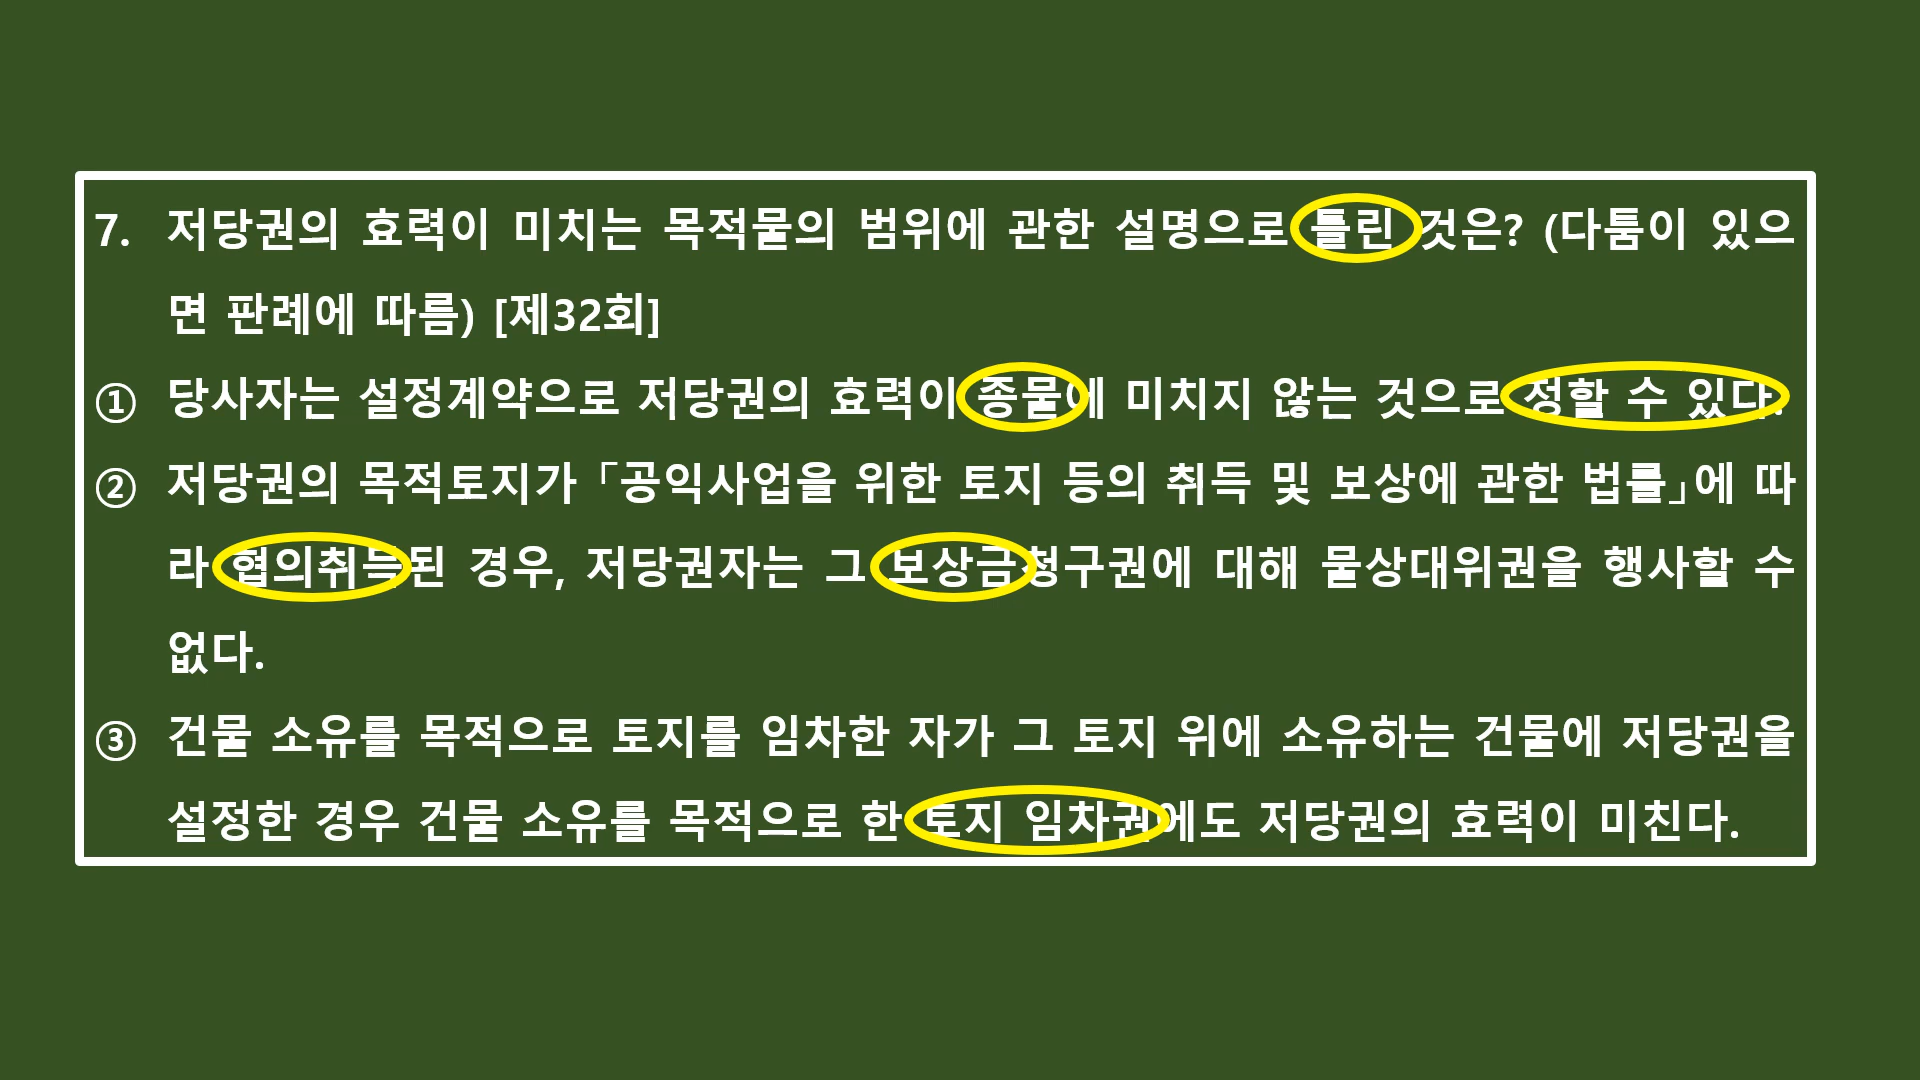 7. 저당권의 효력이 미치는 목적물의 범위에 관한 설명으로 틀린 것은? (다툼이 있으
면 판례에 따름) [제32회]
① 당사자는 설정계약으로 저당권의 효력이 종물에 미치지 않는 것으로 정할 수 있다.
② 저당권의 목적토지가 「공익사업을 위한 토지 등의 취득 및 보상에 관한 법률」에 따
라 협의취득된 경우, 저당권자는 그 보상금청구권에 대해 물상대위권을 행사할 수
없다.
③ 건물 소유를 목적으로 토지를 임차한 자가 그 토지 위에 소유하는 건물에 저당권을
설정한 경우 건물 소유를 목적으로 한 토지 임차권에도 저당권의 효력이 미친다.